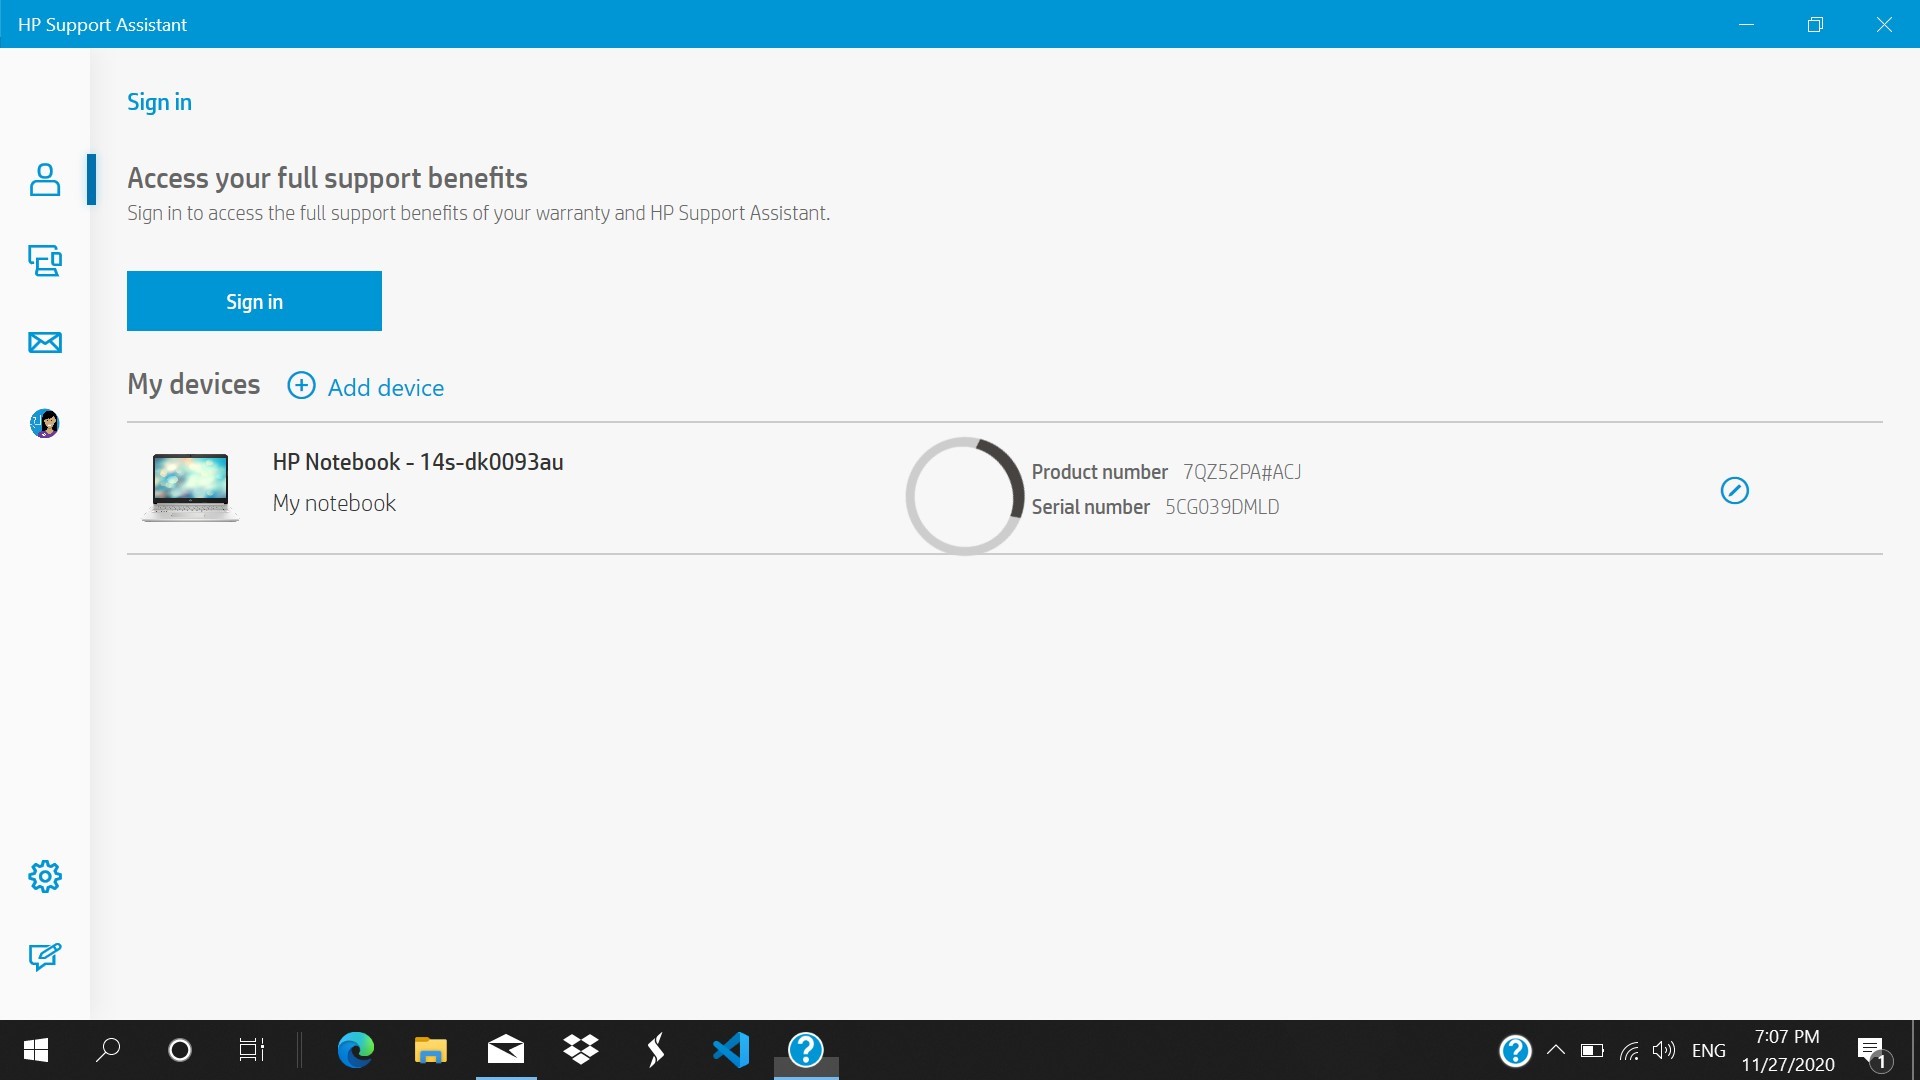 HP Support Assistant
Sign in
Access your full support benefits
Sign in to access the full support benefits of your warranty and HP Support Assistant.
Sign in
My devices Add device
HP Notebook - 14s-dk0093au
My notebook
Product number 7QZ52PA#ACJ
Serial number 5CG039DMLD
ENG
7:07 PM
11/27/2020
1